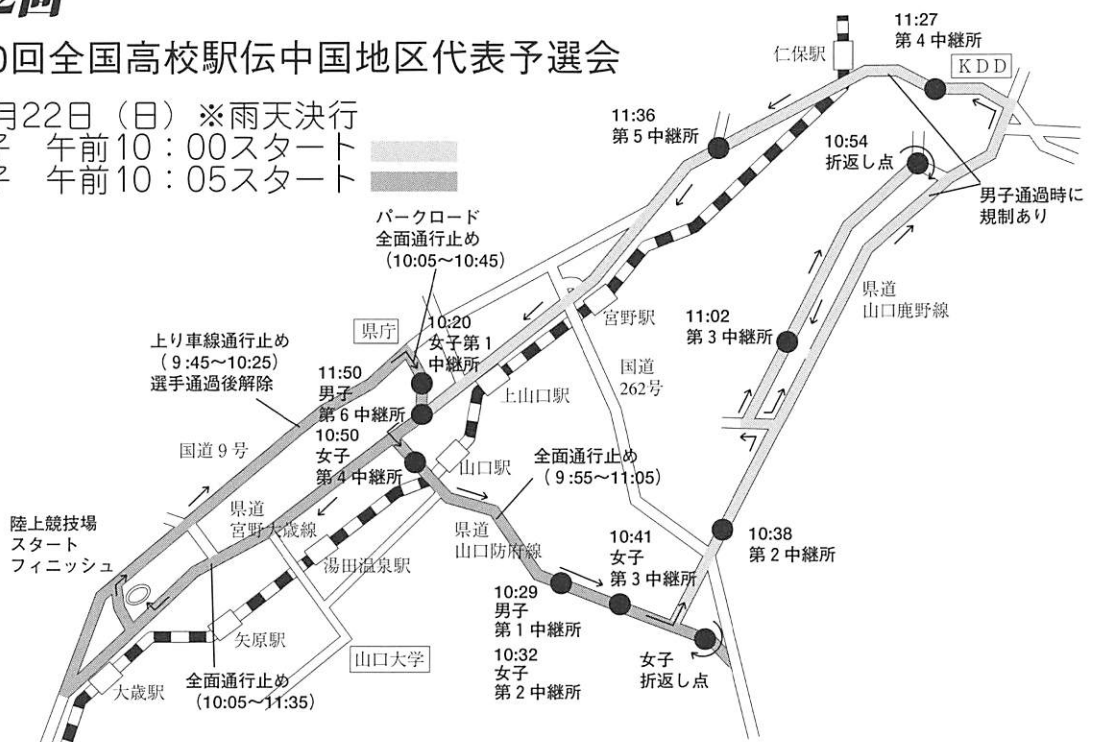 回全国高校駅伝中国地区代表予選会
月22日（日）※雨天決行
午前10：00スタート
午前10：05スタート
11:27
第４中継所
仁保駅
KDD
11:36
第５中継所
10:54
折返し点
男子通過時に
規制あり
パークロード
全面通行止め
（10:05〜10:45）
県道
山口鹿野線
宮野駅
11:02
第３中継所
県庁
10:20
女子第１
中継所
上り車線通行止め
（9:45〜10:25）
選手通過後解除
国道
262号
11:50
男子
第６中継所
上山口駅
10:50
女子
第４中継所
国道９号
山口駅
全面通行止め
（9:55〜11:05）
県道
宮野大歳線
陸上競技場
スタート
フィニッシュ
県道
山口防府線
10:41
女子
第３中継所
10:38
第２中継所
湯田温泉駅
10:29
男子
第１中継所
矢原駅
山口大学
10:32
女子
第２中継所
女子
折返し点
大歳駅
全面通行止め
（10:05〜11:35）